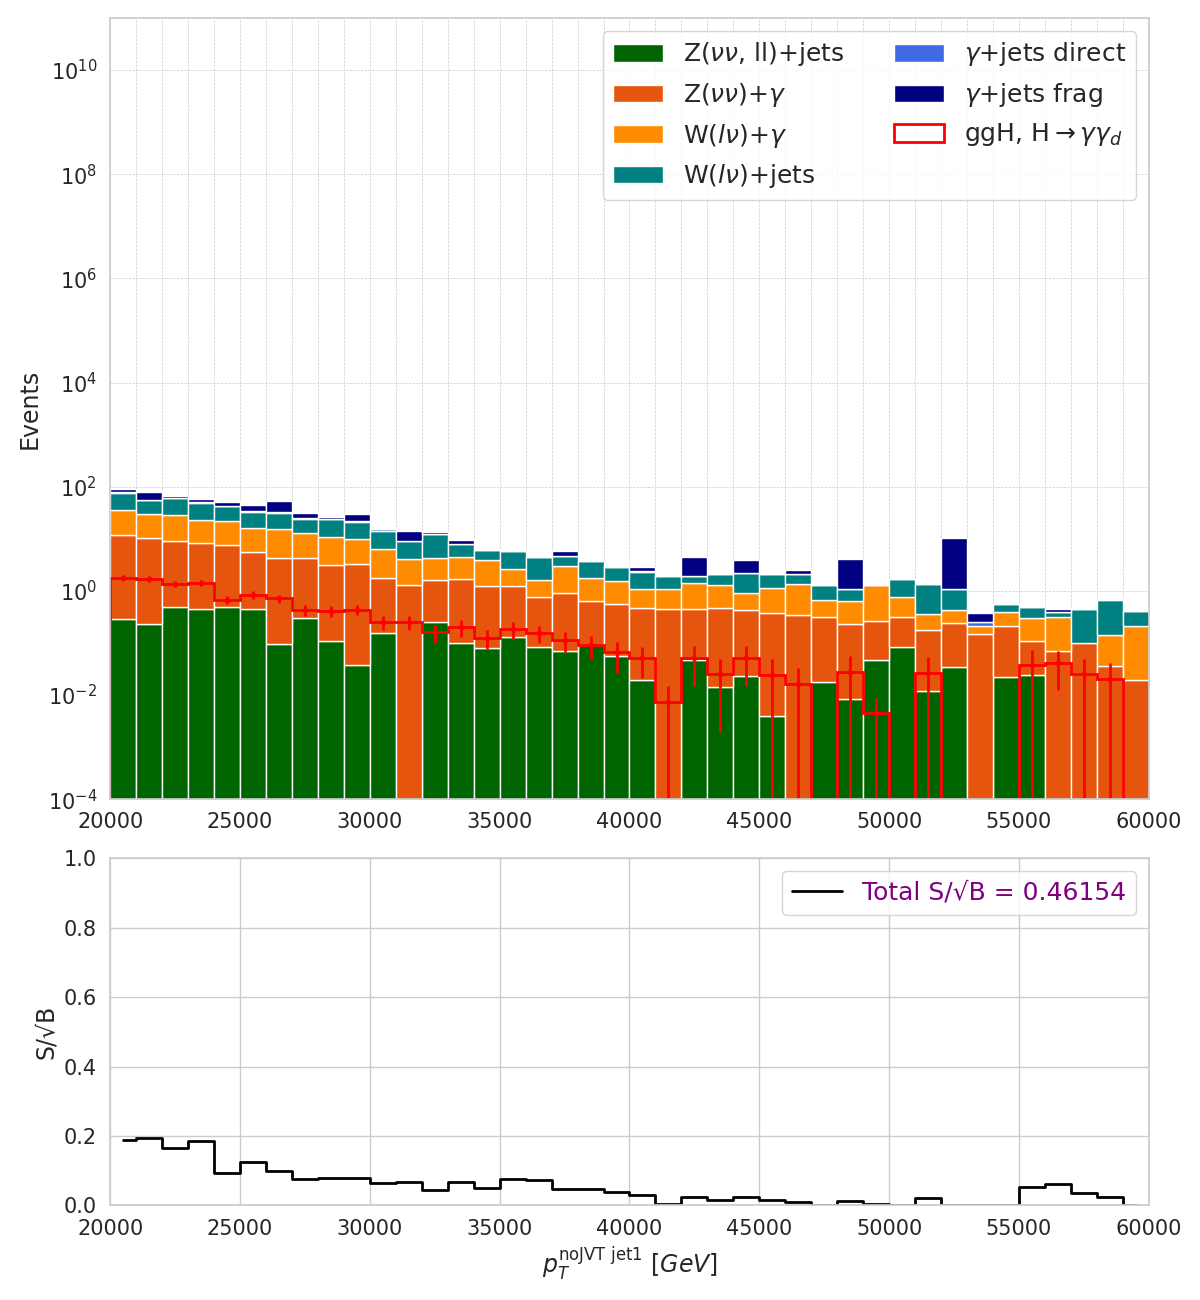 Z(νν, ll)+jets
Z(νν)+γ
W(lν)+γ
W(lν)+jets
γ+jets direct
γ+jets frag
ggH, H→γγ_d
Events
10^10
10^8
10^6
10^4
10^2
10^0
10^−2
10^−4
20000 25000 30000 35000 40000 45000 50000 55000 60000
Total S/√B = 0.46154
S/√B
1.0
0.8
0.6
0.4
0.2
0.0
20000 25000 30000 35000 40000 45000 50000 55000 60000
p_T^noJVT jet1 [GeV]